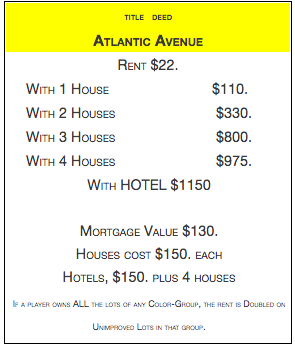 TITLE DEED
ATLANTIC AVENUE
RENT $22.
WITH 1 HOUSE $110.
WITH 2 HOUSES $330.
WITH 3 HOUSES $800.
WITH 4 HOUSES $975.
WITH HOTEL $1150
MORTGAGE VALUE $130.
HOUSES COST $150. EACH
HOTELS, $150. PLUS 4 HOUSES
IF A PLAYER OWNS ALL THE LOTS OF ANY COLOR-GROUP, THE RENT IS DOUBLED ON
UNIMPROVED LOTS IN THAT GROUP.